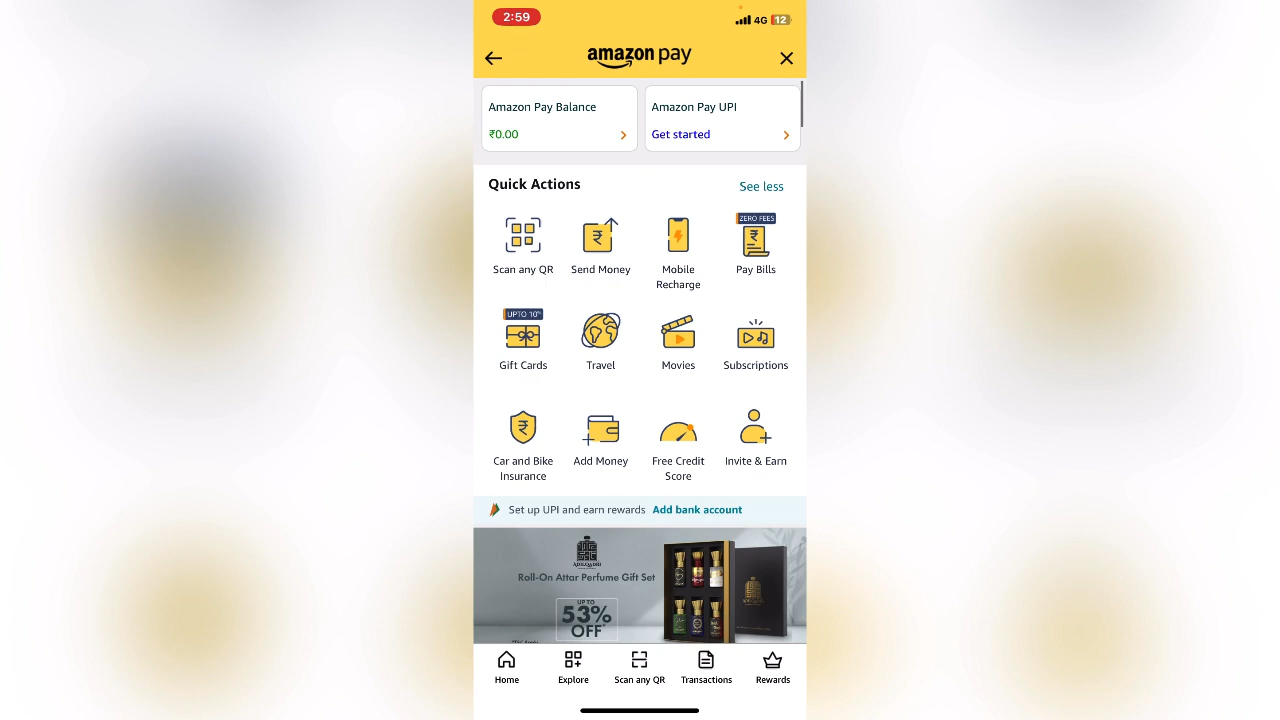 2:59
4G 12
amazon pay
Amazon Pay Balance
₹0.00
Amazon Pay UPI
Get started
Quick Actions
See less
ZERO FEES
Scan any QR
Send Money
Mobile
Recharge
Pay Bills
UPTO 10%
Gift Cards
Travel
Movies
Subscriptions
Car and Bike
Insurance
Add Money
Free Credit
Score
Invite & Earn
Set up UPI and earn rewards Add bank account
Roll-On Attar Perfume Gift Set
UP TO
53%
OFF*
Home
Explore
Scan any QR
Transactions
Rewards